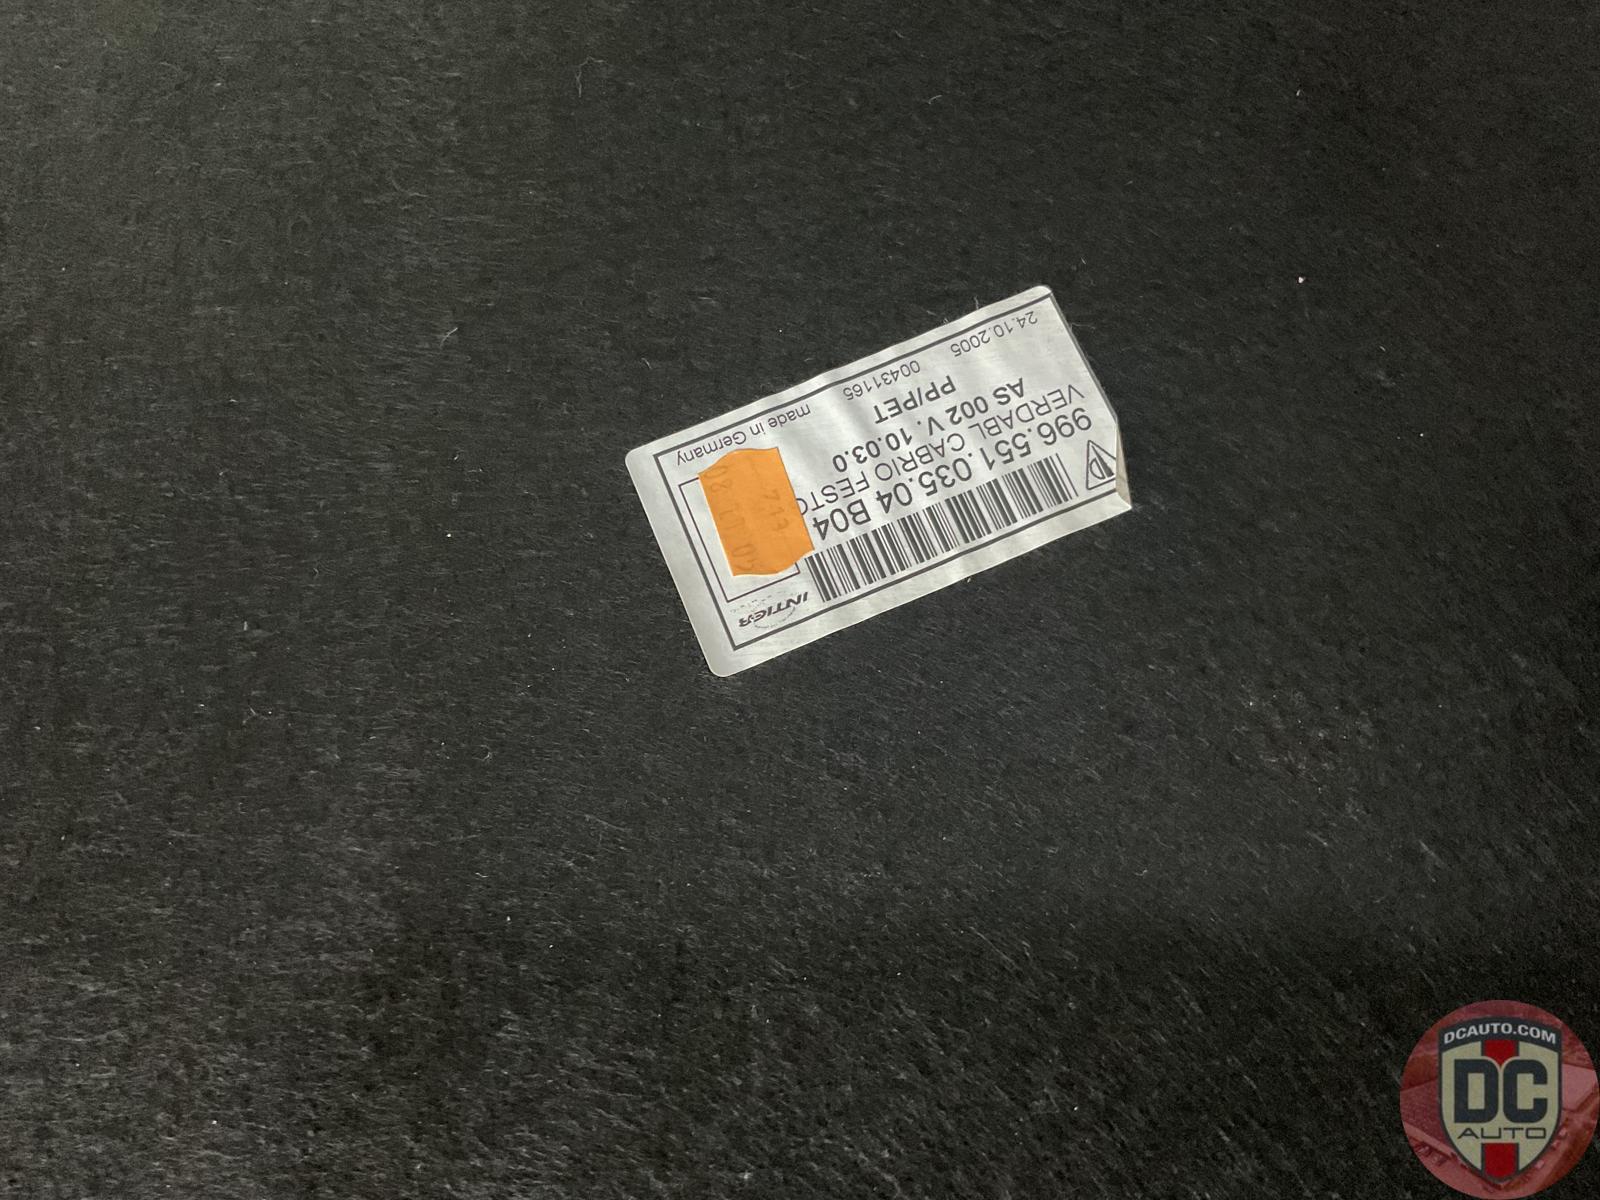 996.551.035.04 B04
VERDABL CABRIO FESTO
AS 002 V. 10.03.0
PP/PET
24.10.2005 00431165 made in Germany
INTIER
DCAUTO.COM
DC
AUTO